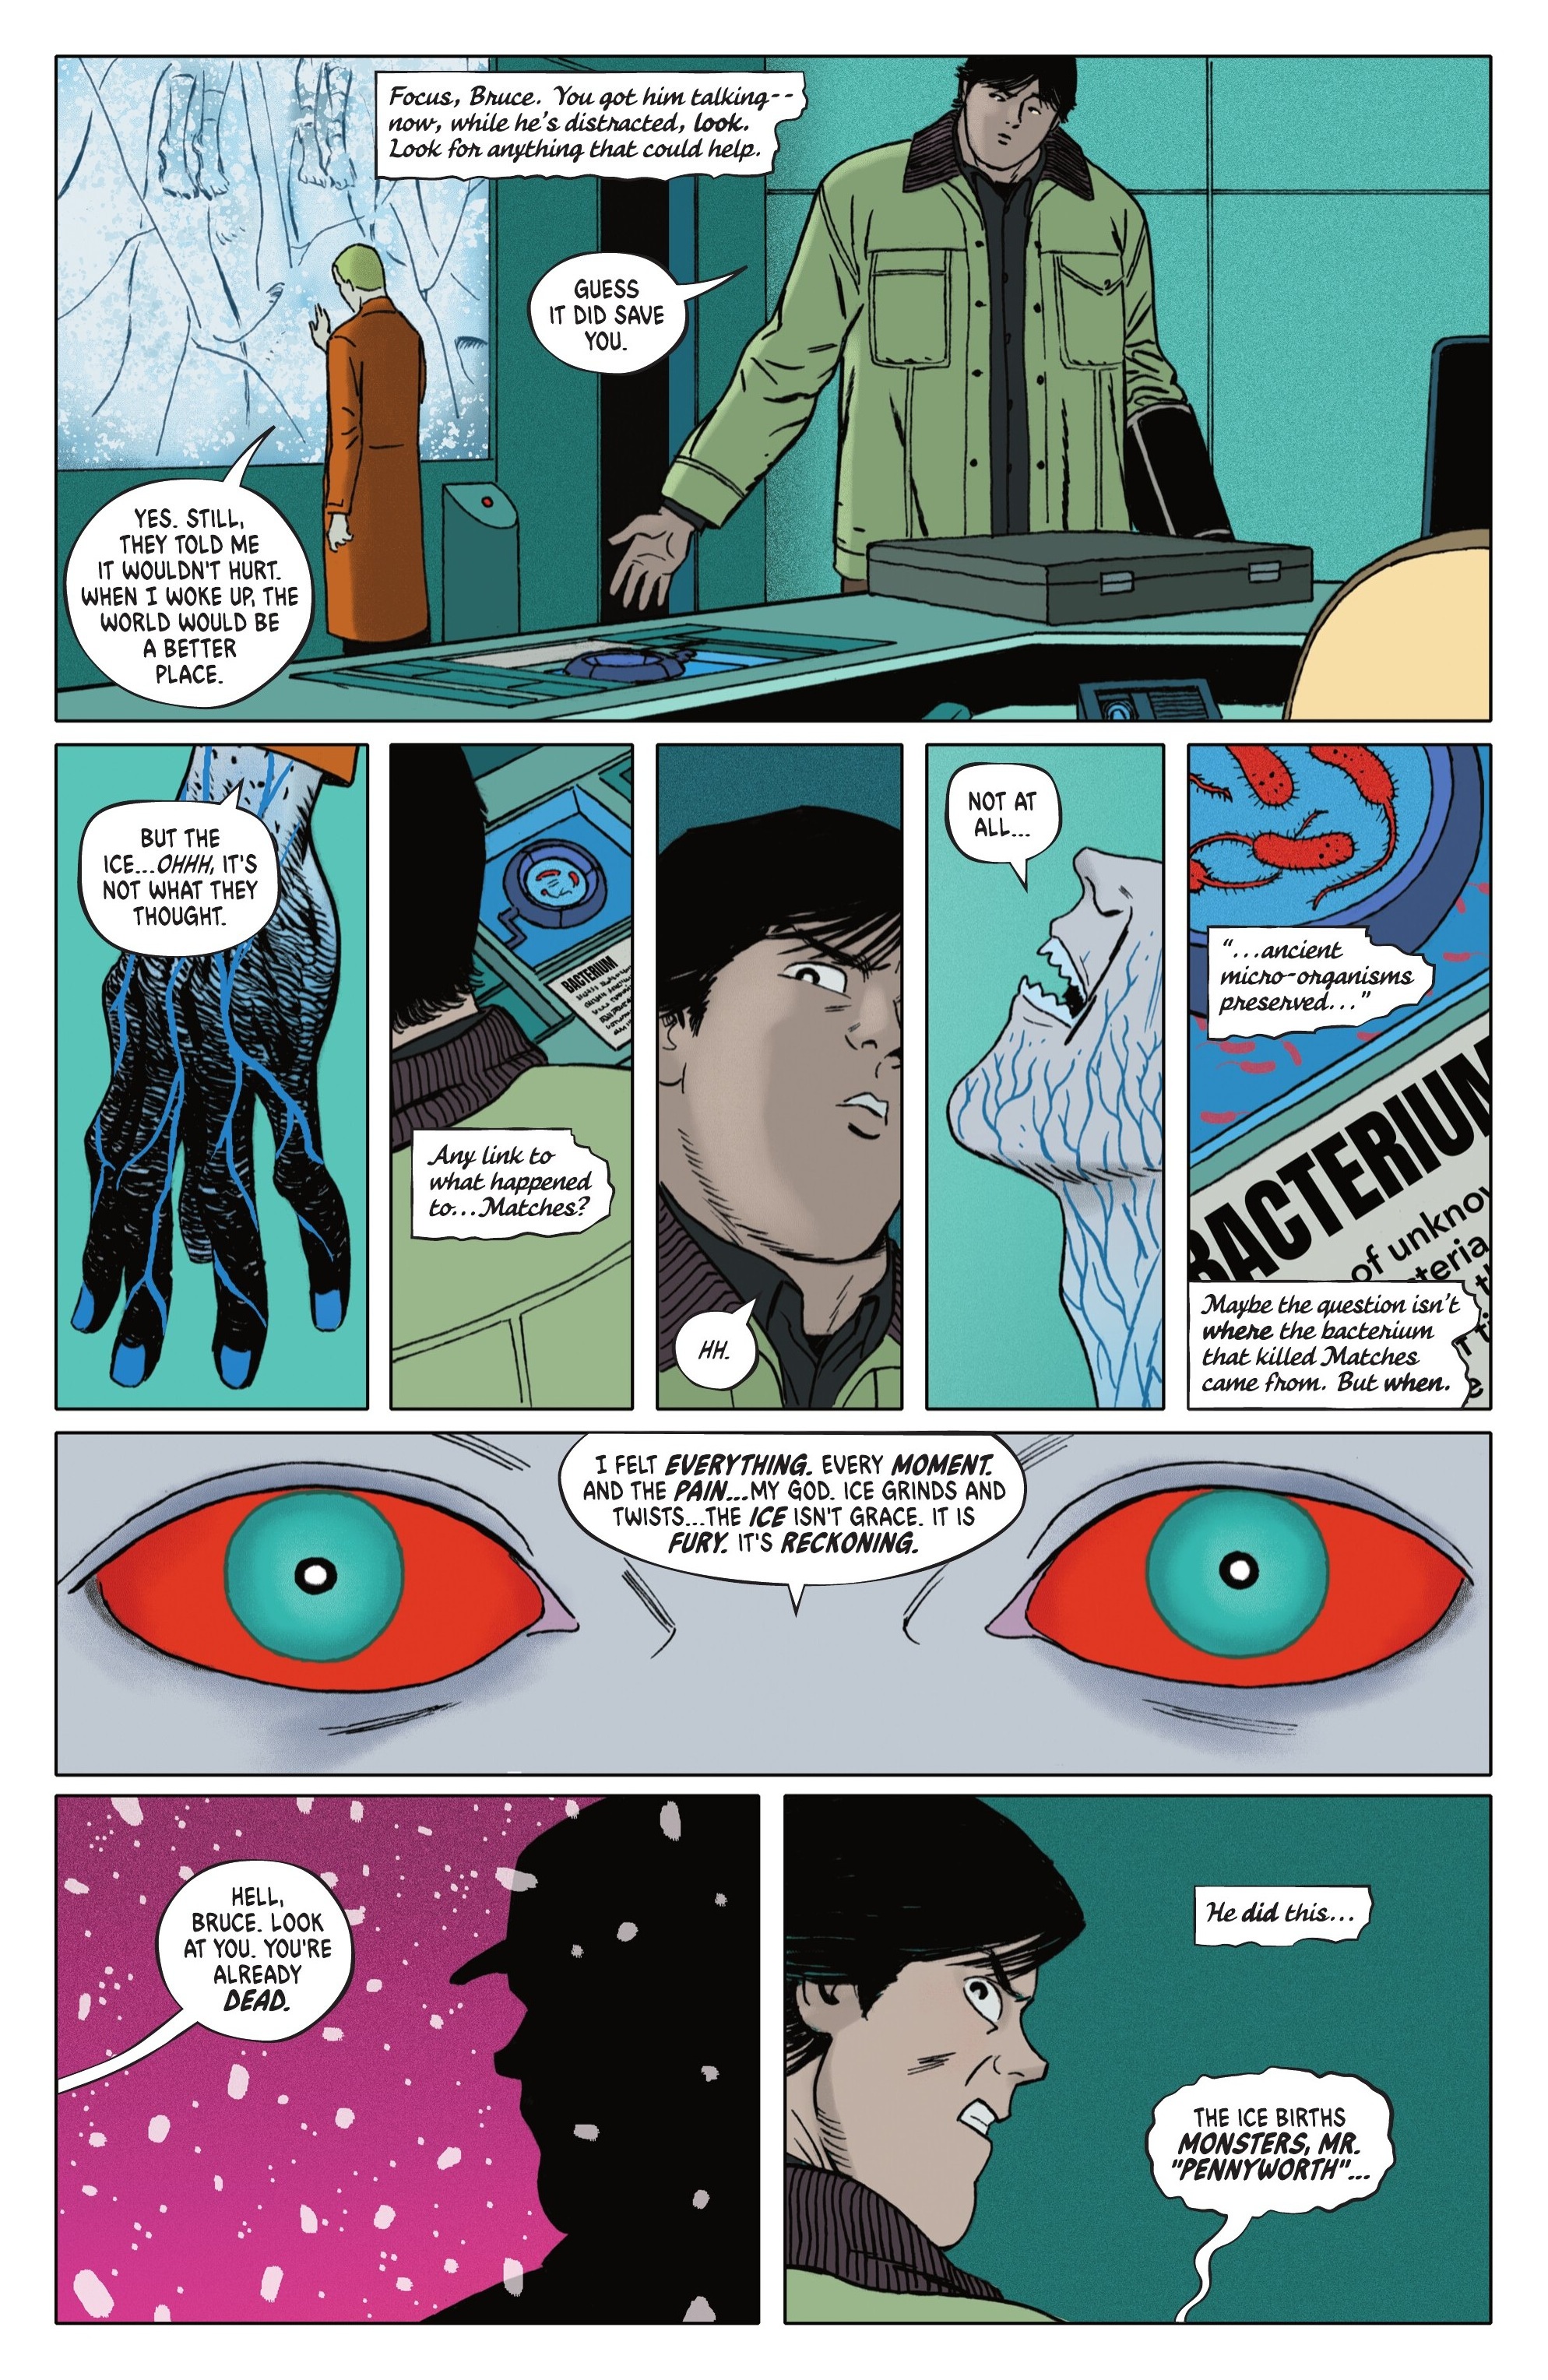 Focus, Bruce. You got him talking--
now, while he's distracted, look.
Look for anything that could help.
GUESS
IT DID SAVE
YOU.
YES. STILL,
THEY TOLD ME
IT WOULDN'T HURT.
WHEN I WOKE UP, THE
WORLD WOULD BE
A BETTER
PLACE.
BUT THE
ICE...OHHH, IT'S
NOT WHAT THEY
THOUGHT.
BACTERIUM
Any link to
what happened
to...Matches?
HH.
NOT AT
ALL...
"...ancient
micro-organisms
preserved..."
BACTERIUM
of unknow
cteria
Maybe the question isn't
where the bacterium
that killed Matches
came from. But when.
I FELT EVERYTHING. EVERY MOMENT.
AND THE PAIN...MY GOD. ICE GRINDS AND
TWISTS...THE ICE ISN'T GRACE. IT IS
FURY. IT'S RECKONING.
HELL,
BRUCE. LOOK
AT YOU. YOU'RE
ALREADY
DEAD.
He did this...
THE ICE BIRTHS
MONSTERS, MR.
"PENNYWORTH"...